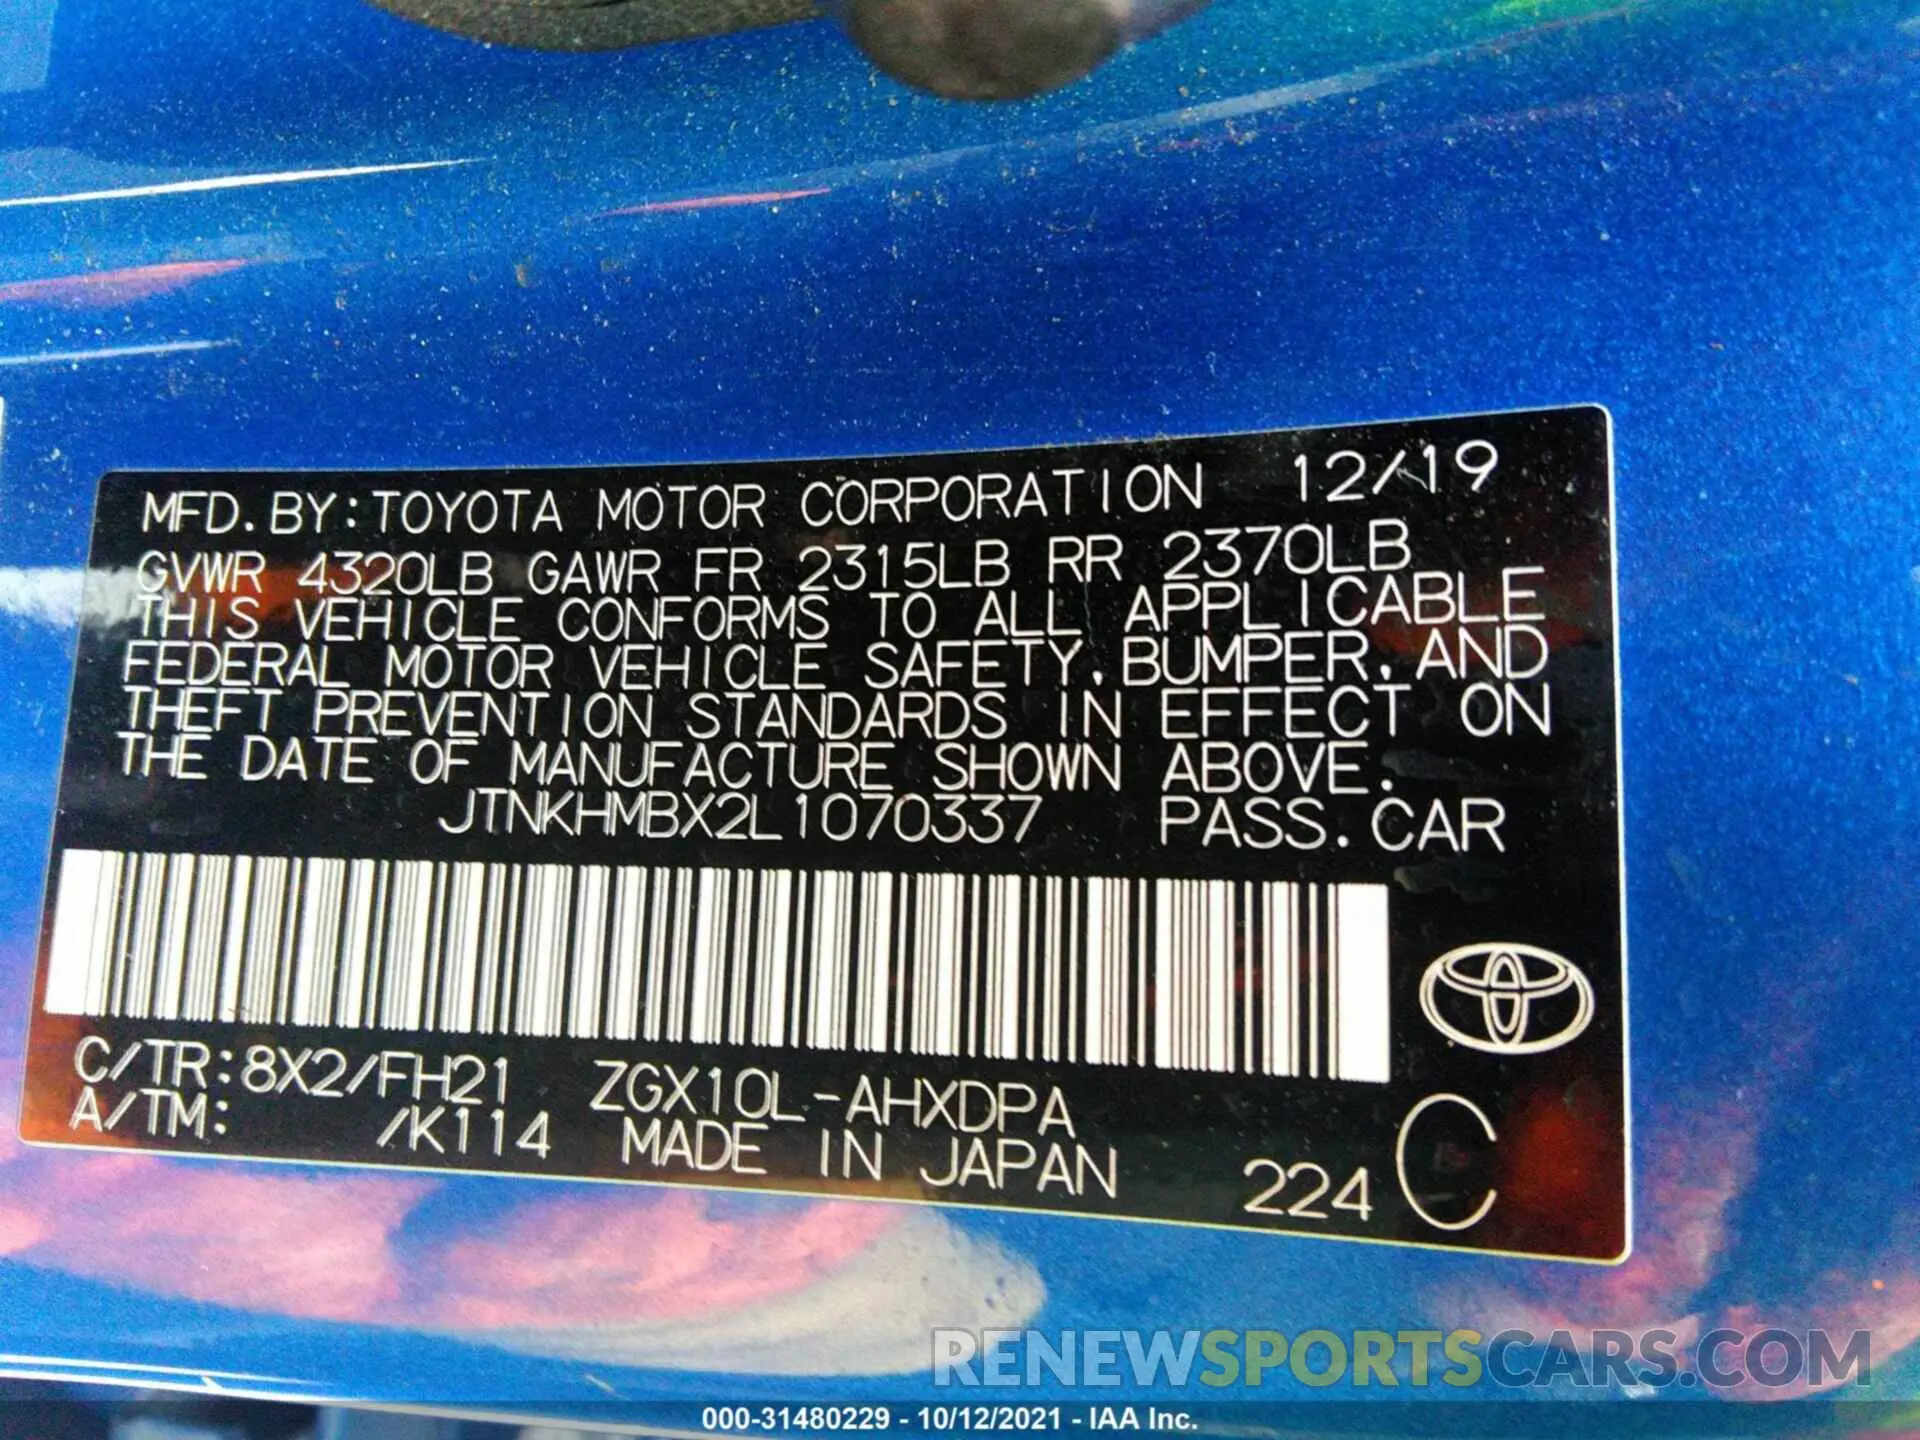 MFD. BY: TOYOTA MOTOR CORPORATION 12/19
GVWR 4320LB GAWR FR 2315LB RR 2370LB
THIS VEHICLE CONFORMS TO ALL APPLICABLE
FEDERAL MOTOR VEHICLE SAFETY, BUMPER, AND
THEFT PREVENTION STANDARDS IN EFFECT ON
THE DATE OF MANUFACTURE SHOWN ABOVE.
JTNKHMBX2L1070337 PASS. CAR
C/TR: 8X2/FH21 ZGX10L-AHXDPA
A/TM: /K114 MADE IN JAPAN 224 C
RENEWSPORTSCARS.COM
000-31480229 - 10/12/2021 - IAA Inc.